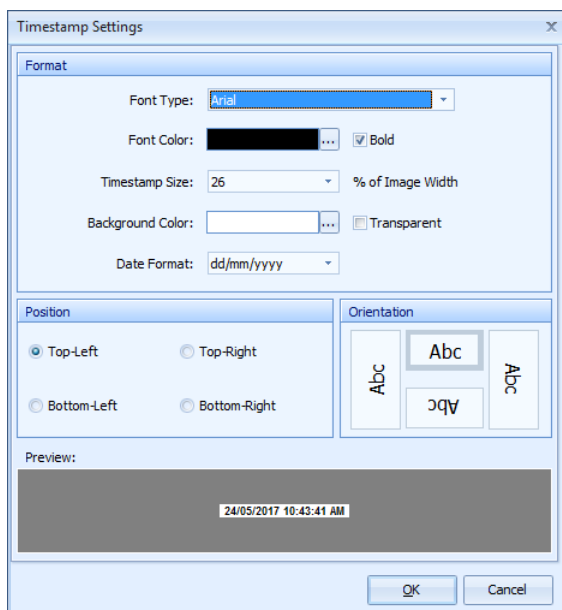 Timestamp Settings
Format
Font Type: Arial
Font Color: ... Bold
Timestamp Size: 26 % of Image Width
Background Color: ... Transparent
Date Format: dd/mm/yyyy
Position
Top-Left Top-Right
Bottom-Left Bottom-Right
Orientation
Abc
Abc
Abc
Abc
Preview:
24/05/2017 10:43:41 AM
OK Cancel